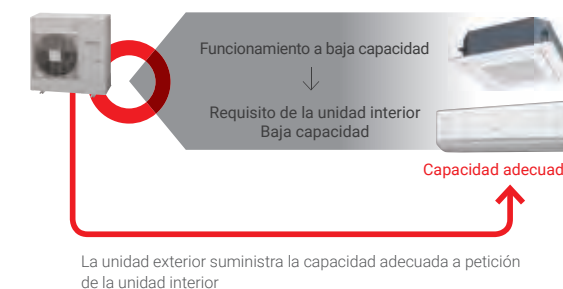 Funcionamiento a baja capacidad
Requisito de la unidad interior
Baja capacidad
Capacidad adecuad
La unidad exterior suministra la capacidad adecuada a petición
de la unidad interior